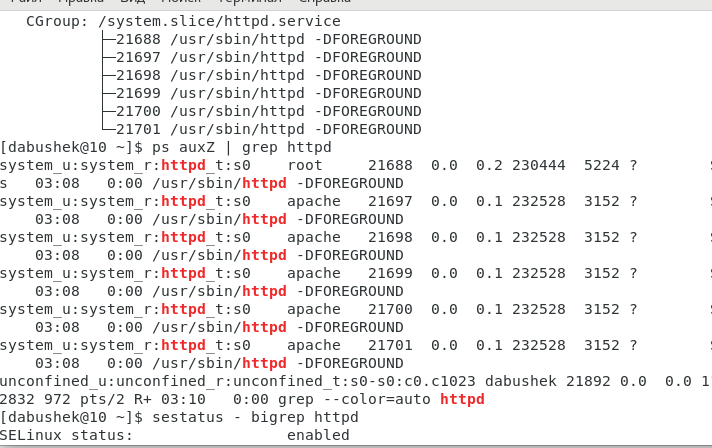 Файл Правка Вид Поиск Терминал Справка
CGroup: /system.slice/httpd.service
├─21688 /usr/sbin/httpd -DFOREGROUND
├─21697 /usr/sbin/httpd -DFOREGROUND
├─21698 /usr/sbin/httpd -DFOREGROUND
├─21699 /usr/sbin/httpd -DFOREGROUND
├─21700 /usr/sbin/httpd -DFOREGROUND
└─21701 /usr/sbin/httpd -DFOREGROUND
[dabushek@10 ~]$ ps auxZ | grep httpd
system_u:system_r:httpd_t:s0    root     21688  0.0  0.2 230444  5224 ?        S
s   03:08   0:00 /usr/sbin/httpd -DFOREGROUND
system_u:system_r:httpd_t:s0    apache   21697  0.0  0.1 232528  3152 ?        S
03:08   0:00 /usr/sbin/httpd -DFOREGROUND
system_u:system_r:httpd_t:s0    apache   21698  0.0  0.1 232528  3152 ?        S
03:08   0:00 /usr/sbin/httpd -DFOREGROUND
system_u:system_r:httpd_t:s0    apache   21699  0.0  0.1 232528  3152 ?        S
03:08   0:00 /usr/sbin/httpd -DFOREGROUND
system_u:system_r:httpd_t:s0    apache   21700  0.0  0.1 232528  3152 ?        S
03:08   0:00 /usr/sbin/httpd -DFOREGROUND
system_u:system_r:httpd_t:s0    apache   21701  0.0  0.1 232528  3152 ?        S
03:08   0:00 /usr/sbin/httpd -DFOREGROUND
unconfined_u:unconfined_r:unconfined_t:s0-s0:c0.c1023 dabushek 21892 0.0  0.0 1
2832 972 pts/2 R+ 03:10   0:00 grep --color=auto httpd
[dabushek@10 ~]$ sestatus - bigrep httpd
SELinux status:                 enabled